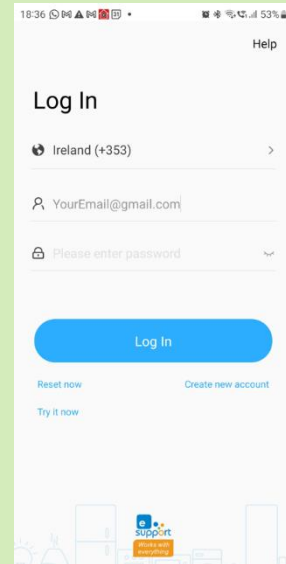 18:36
53%
Help
Log In
Ireland (+353)
YourEmail@gmail.com
Please enter password
Log In
Reset now
Create new account
Try it now
e
support
Works with
everything